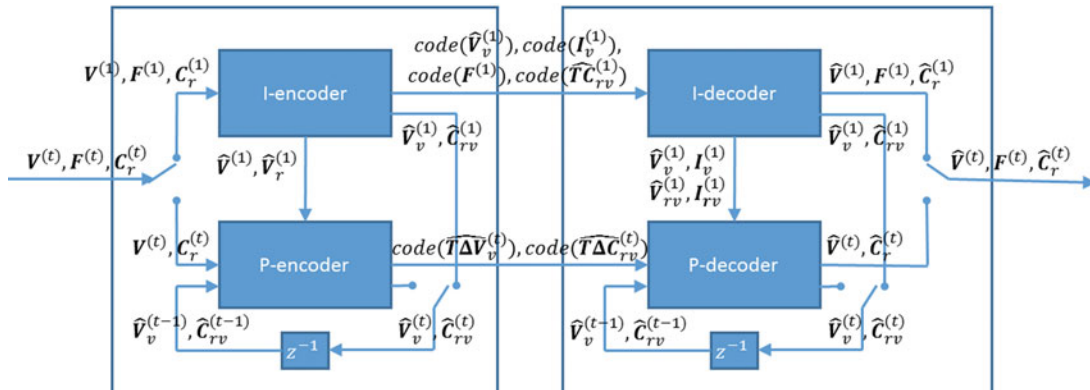 code(V̂_v^(1)), code(I_v^(1)),
V^(1), F^(1), C_r^(1)
code(F^(1)), code(T̂C_rv^(1))
V̂^(1), F^(1), Ĉ_r^(1)
I-encoder
I-decoder
V̂_v^(1), Ĉ_rv^(1)
V̂_v^(1), Ĉ_rv^(1)
V^(t), F^(t), C_r^(t)
V̂^(1), V̂_r^(1)
V̂_v^(1), I_v^(1)
V̂_rv^(1), I_rv^(1)
V̂^(t), F^(t), Ĉ_r^(t)
V^(t), C_r^(t)
code(T̂ΔV_v^(t)), code(T̂ΔC_rv^(t))
V̂^(t), Ĉ_r^(t)
P-encoder
P-decoder
V̂_v^(t-1), Ĉ_rv^(t-1)
V̂_v^(t), Ĉ_rv^(t)
V̂_v^(t-1), Ĉ_rv^(t-1)
V̂_v^(t), Ĉ_rv^(t)
z^-1
z^-1